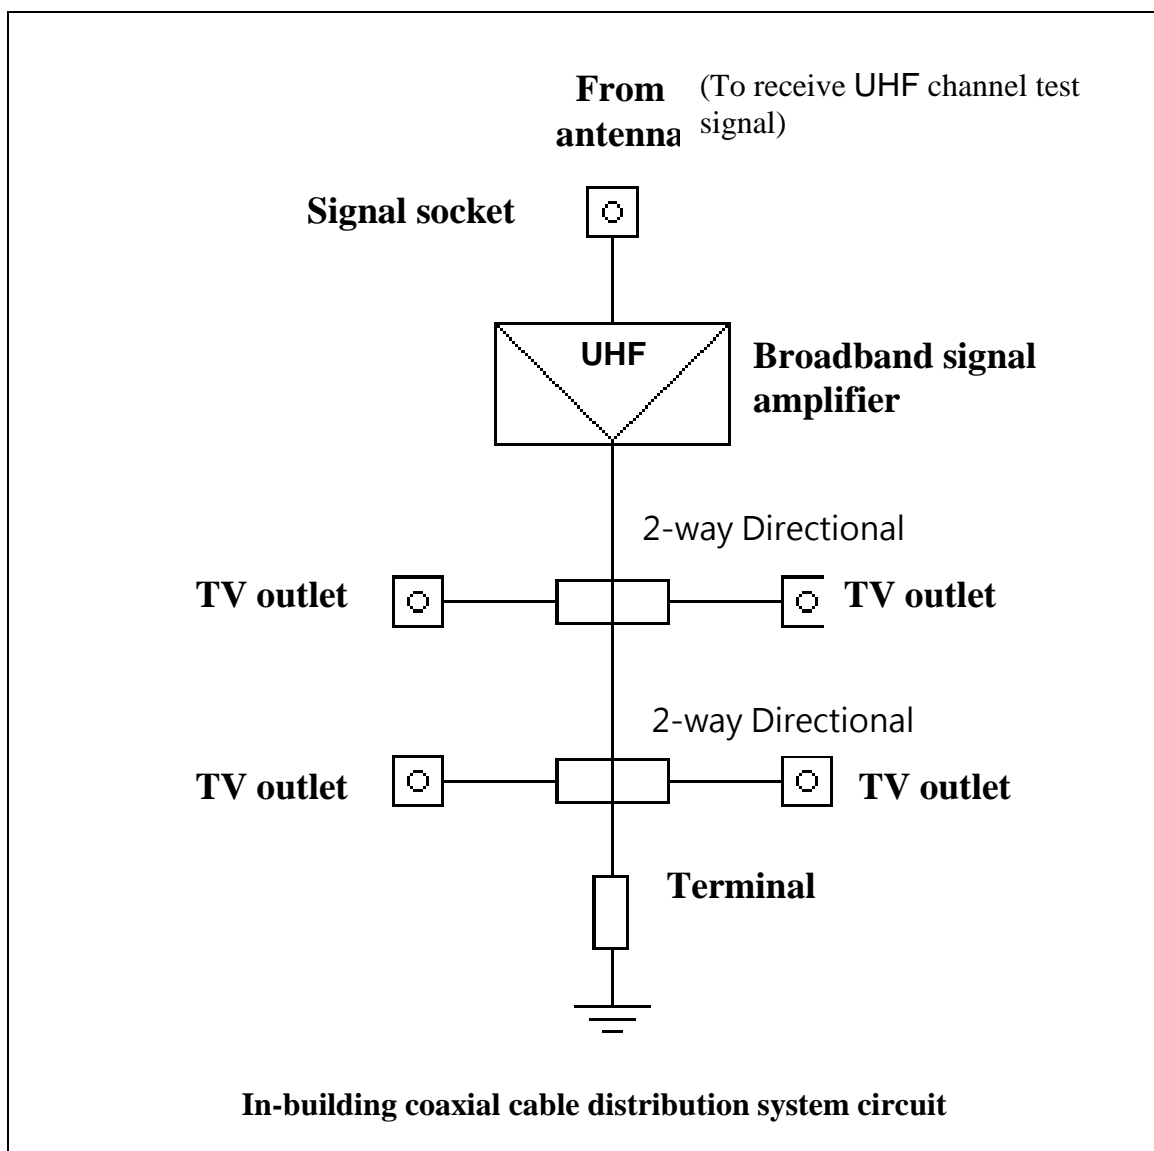 From (To receive UHF channel test
antenna signal)
Signal socket
UHF
Broadband signal
amplifier
2-way Directional
TV outlet TV outlet
2-way Directional
TV outlet TV outlet
Terminal
In-building coaxial cable distribution system circuit